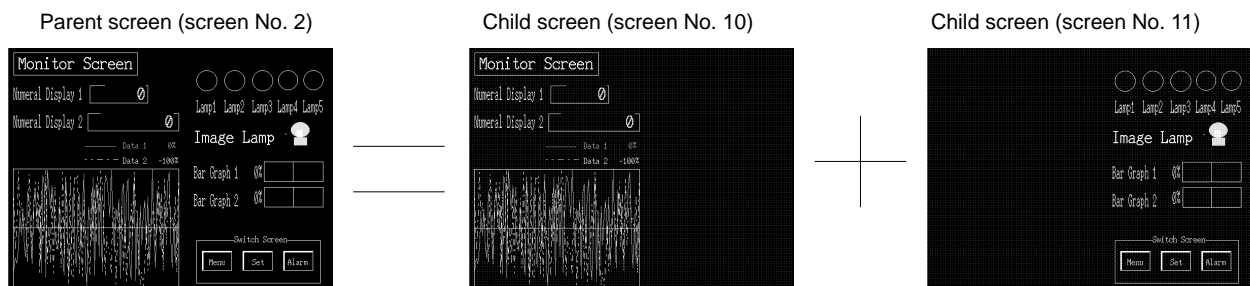 Parent screen (screen No. 2)
Monitor Screen
Numeral Display 1 0
Numeral Display 2 0
Data 1 0%
Data 2 -100%
Lamp1 Lamp2 Lamp3 Lamp4 Lamp5
Image Lamp
Bar Graph 1 0%
Bar Graph 2 0%
Switch Screen
Menu Set Alarm
Child screen (screen No. 10)
Monitor Screen
Numeral Display 1 0
Numeral Display 2 0
Data 1 0%
Data 2 -100%
Child screen (screen No. 11)
Lamp1 Lamp2 Lamp3 Lamp4 Lamp5
Image Lamp
Bar Graph 1 0%
Bar Graph 2 0%
Switch Screen
Menu Set Alarm